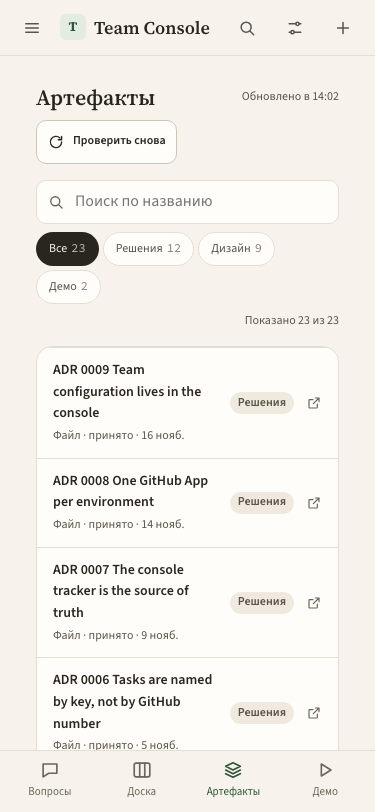 T Team Console
Артефакты
Обновлено в 14:02
Проверить снова
Поиск по названию
Все 23 Решения 12 Дизайн 9
Демо 2
Показано 23 из 23
ADR 0009 Team
configuration lives in the
console
Файл · принято · 16 нояб.
Решения
ADR 0008 One GitHub App
per environment
Файл · принято · 14 нояб.
Решения
ADR 0007 The console
tracker is the source of
truth
Файл · принято · 9 нояб.
Решения
ADR 0006 Tasks are named
by key, not by GitHub
number
Файл · принято · 5 нояб.
Решения
Вопросы Доска Артефакты Демо